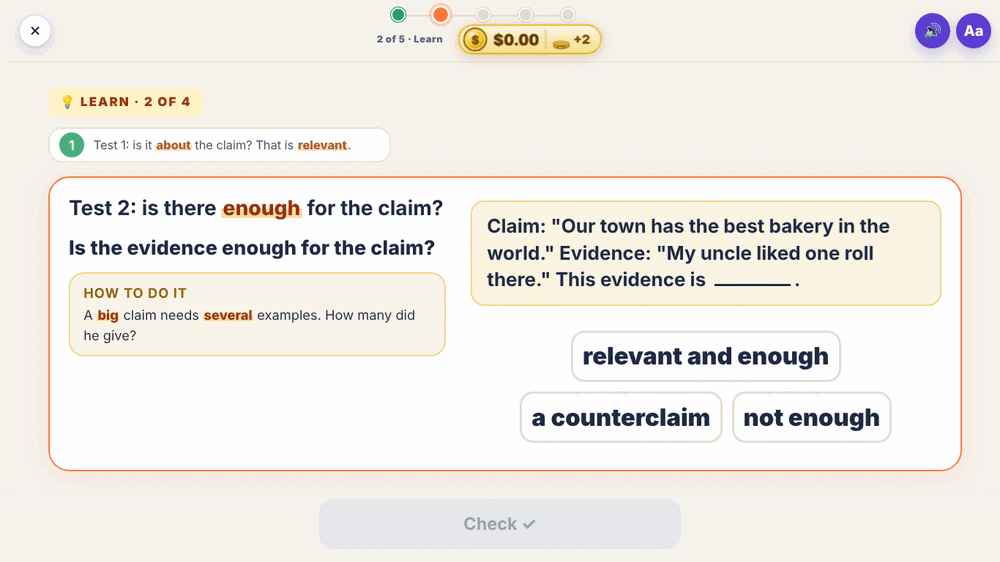 ✕
2 of 5 · Learn
$ $0.00 +2
Aa
💡 LEARN · 2 OF 4
1 Test 1: is it about the claim? That is relevant.
Test 2: is there enough for the claim?
Is the evidence enough for the claim?
HOW TO DO IT
A big claim needs several examples. How many did
he give?
Claim: "Our town has the best bakery in the
world." Evidence: "My uncle liked one roll
there." This evidence is ________ .
relevant and enough
a counterclaim
not enough
Check ✓